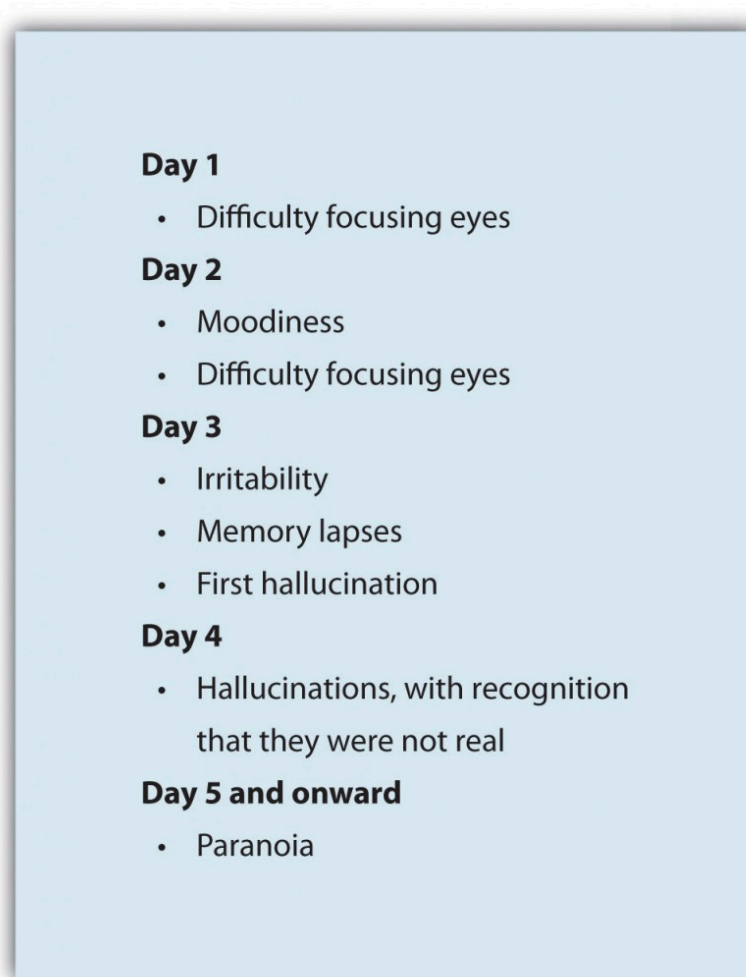 Day 1
• Difficulty focusing eyes
Day 2
• Moodiness
• Difficulty focusing eyes
Day 3
• Irritability
• Memory lapses
• First hallucination
Day 4
• Hallucinations, with recognition
that they were not real
Day 5 and onward
• Paranoia